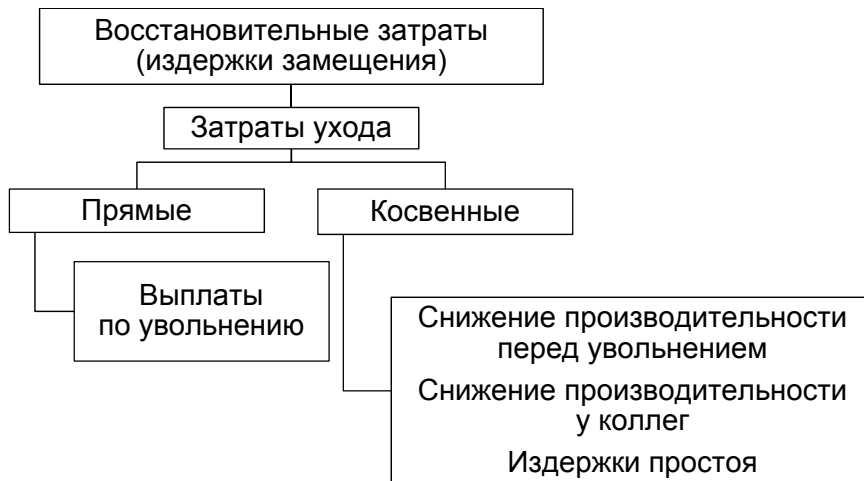 Восстановительные затраты
(издержки замещения)
Затраты ухода
Прямые
Косвенные
Выплаты
по увольнению
Снижение производительности
перед увольнением
Снижение производительности
у коллег
Издержки простоя